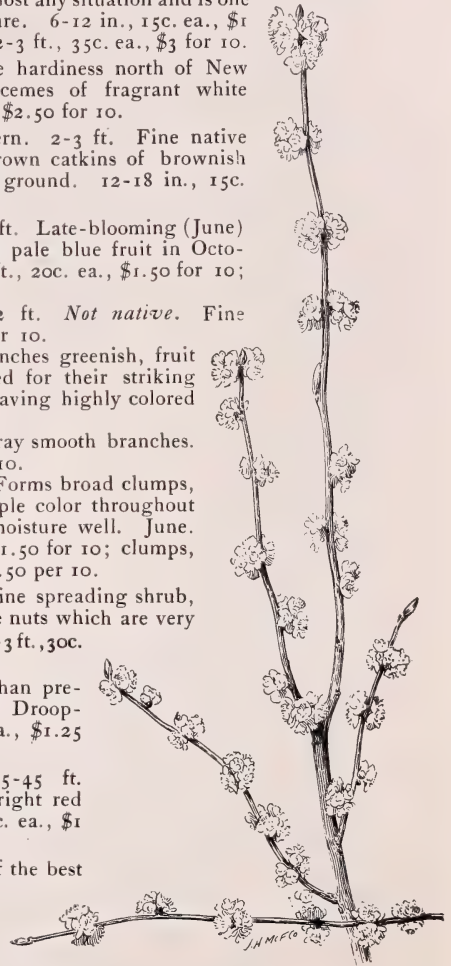 ost any situation and is one
re. 6-12 in., 15c. ea., $1
2-3 ft., 35c. ea., $3 for 10.
e hardiness north of New
cemes of fragrant white
$2.50 for 10.
rn. 2-3 ft. Fine native
rown catkins of brownish
ground. 12-18 in., 15c.
ft. Late-blooming (June)
pale blue fruit in Octo-
t., 20c. ea., $1.50 for 10;
ft. Not native. Fine
r 10.
nches greenish, fruit
d for their striking
aving highly colored
ray smooth branches.
10.
Forms broad clumps,
ple color throughout
noisture well. June.
1.50 for 10; clumps,
.50 per 10.
ine spreading shrub,
e nuts which are very
3 ft., 30c.
han pre-
Droop-
a., $1.25
5-45 ft.
right red
c. ea., $1
f the best
J.H.McF.Co